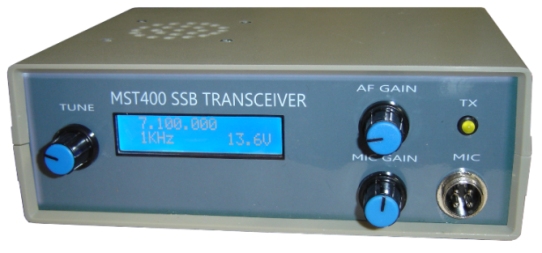 AF GAIN
TUNE
MST400 SSB TRANSCEIVER
TX
7.100.000
1KHz 13.6V
MIC GAIN
MIC